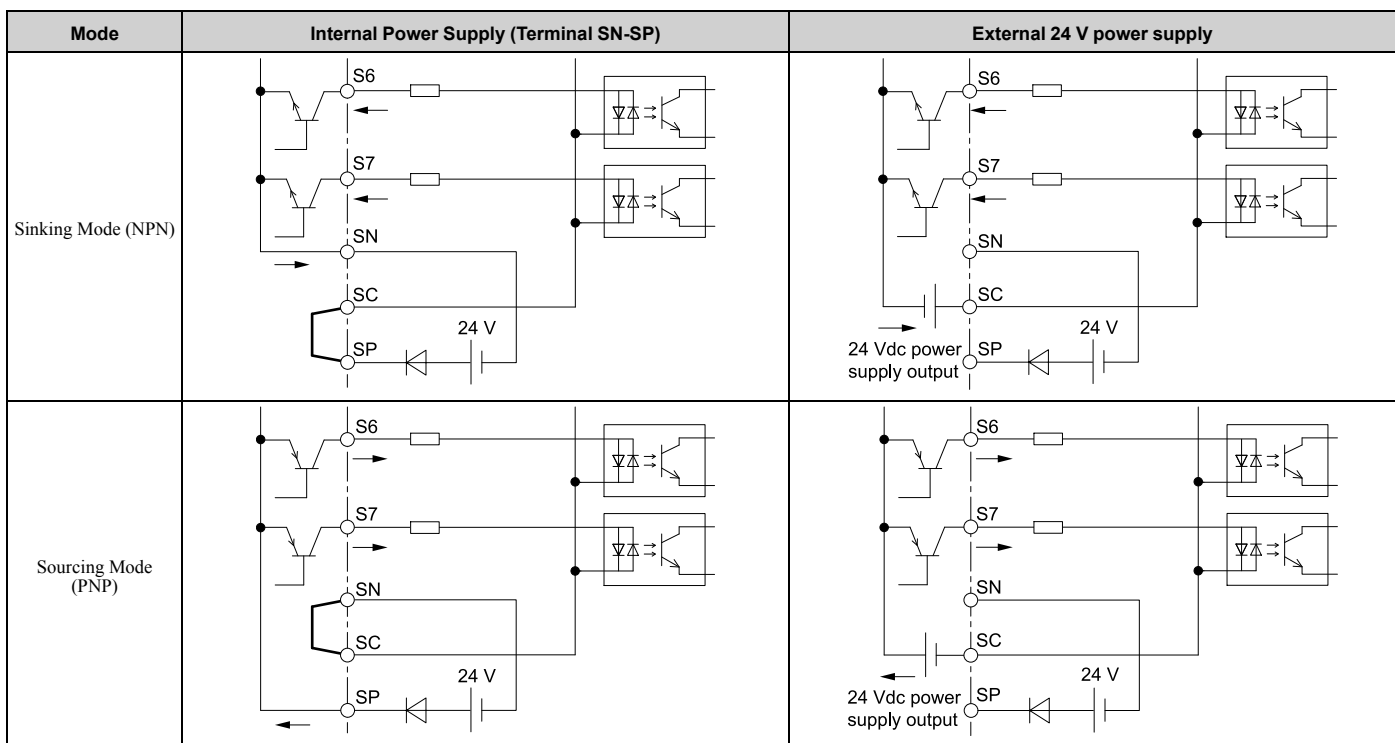 Mode
Internal Power Supply (Terminal SN-SP)
External 24 V power supply
Sinking Mode (NPN)
S6
S7
SN
SC
24 V
SP
S6
S7
SN
SC
24 V
24 Vdc power
supply output
SP
Sourcing Mode
(PNP)
S6
S7
SN
SC
24 V
SP
S6
S7
SN
SC
24 V
24 Vdc power
supply output
SP